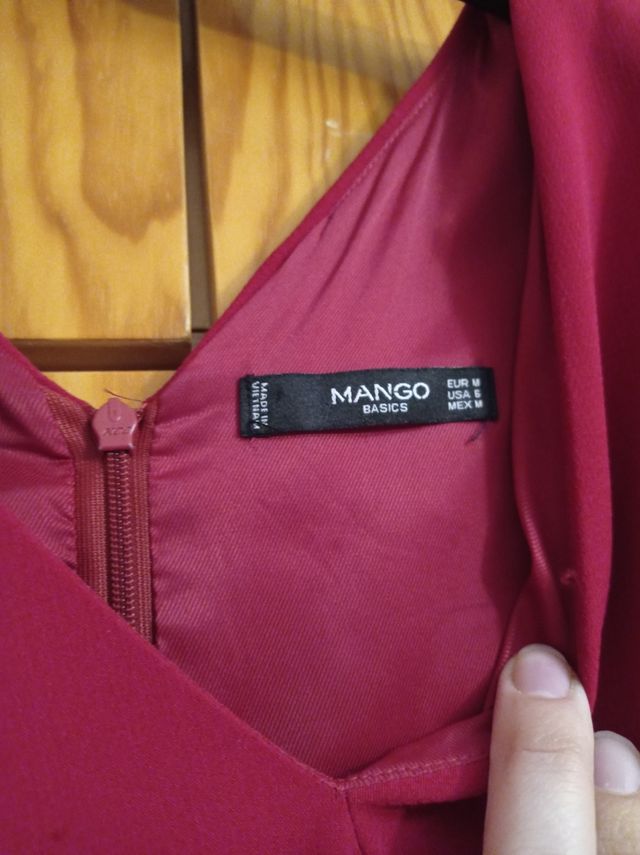 MADE IN
VIETNAM
MANGO
BASICS
EUR M
USA 6
MEX M